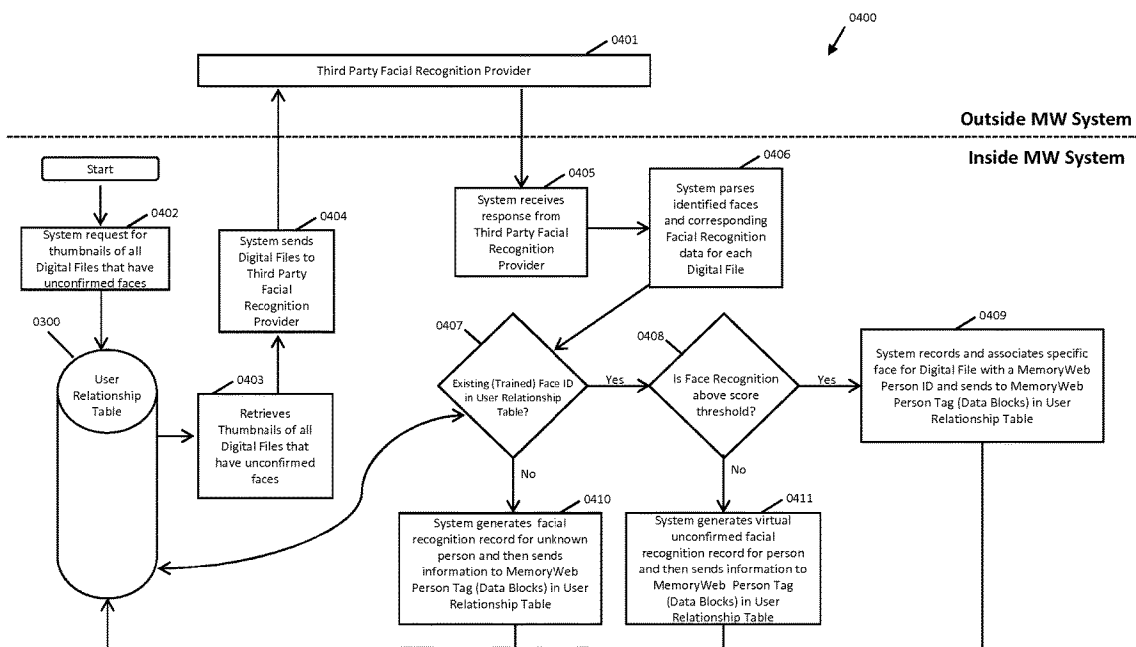 0400
0401
Third Party Facial Recognition Provider
Outside MW System
Inside MW System
Start
0402
System request for
thumbnails of all
Digital Files that have
unconfirmed faces
0404
System sends
Digital Files to
Third Party
Facial
Recognition
Provider
0405
System receives
response from
Third Party Facial
Recognition
Provider
0406
System parses
identified faces
and corresponding
Facial Recognition
data for each
Digital File
0300
User
Relationship
Table
0403
Retrieves
Thumbnails of all
Digital Files that
have unconfirmed
faces
0407
Existing (Trained) Face ID
in User Relationship
Table?
Yes
No
0408
Is Face Recognition
above score
threshold?
Yes
No
0409
System records and associates specific
face for Digital File with a MemoryWeb
Person ID and sends to MemoryWeb
Person Tag (Data Blocks) in User
Relationship Table
0410
System generates facial
recognition record for unknown
person and then sends
information to MemoryWeb
Person Tag (Data Blocks) in User
Relationship Table
0411
System generates virtual
unconfirmed facial
recognition record for person
and then sends information to
MemoryWeb Person Tag
(Data Blocks) in User
Relationship Table